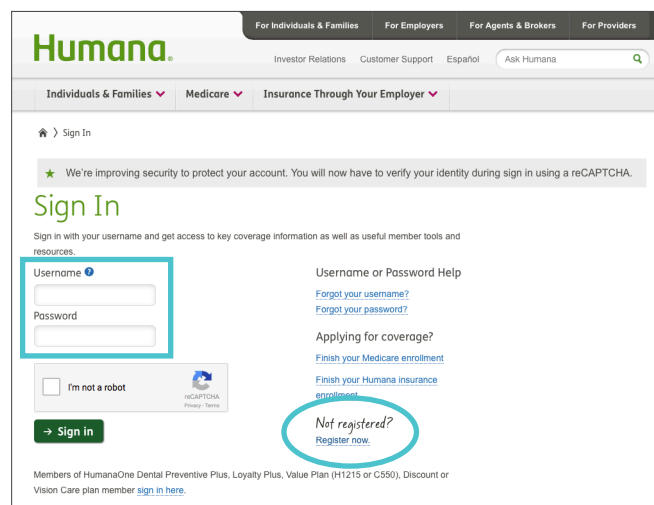 For Individuals & Families For Employers For Agents & Brokers For Providers
Humana.
Investor Relations Customer Support Español Ask Humana
Individuals & Families Medicare Insurance Through Your Employer
Sign In
We're improving security to protect your account. You will now have to verify your identity during sign in using a reCAPTCHA.
Sign In
Sign in with your username and get access to key coverage information as well as useful member tools and
resources.
Username ?
Password
I'm not a robot
reCAPTCHA
Privacy - Terms
→ Sign in
Username or Password Help
Forgot your username?
Forgot your password?
Applying for coverage?
Finish your Medicare enrollment
Finish your Humana insurance
enrollment
Not registered?
Register now.
Members of HumanaOne Dental Preventive Plus, Loyalty Plus, Value Plan (H1215 or C550), Discount or
Vision Care plan member sign in here.